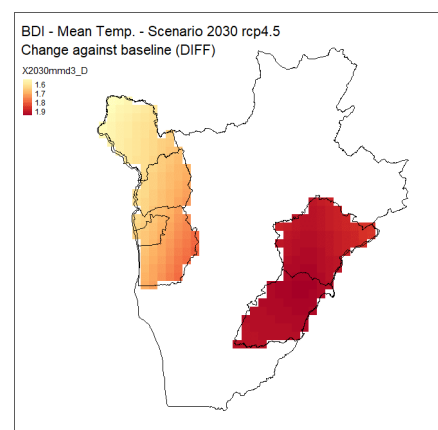 BDI - Mean Temp. - Scenario 2030 rcp4.5
Change against baseline (DIFF)
X2030mmd3_D
1.6
1.7
1.8
1.9